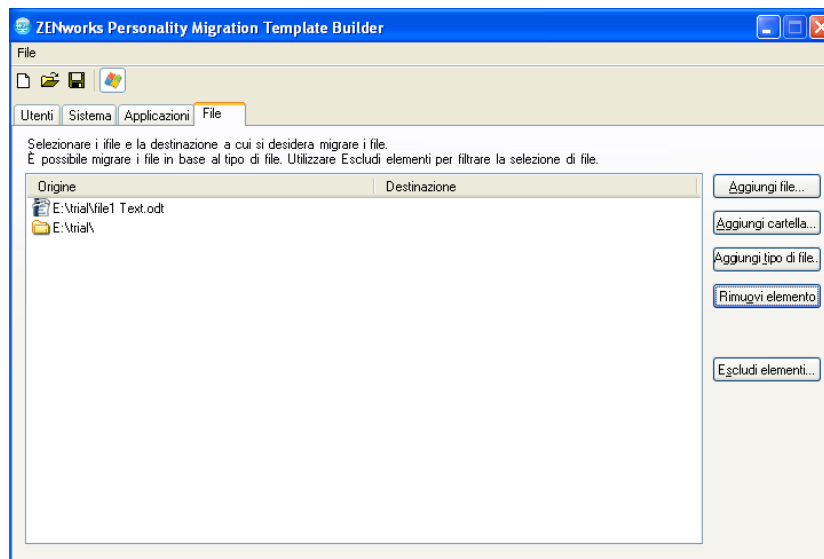 ZENworks Personality Migration Template Builder
File
Utenti Sistema Applicazioni File
Selezionare i ifile e la destinazione a cui si desidera migrare i file.
È possibile migrare i file in base al tipo di file. Utilizzare Escludi elementi per filtrare la selezione di file.
Origine Destinazione
E:\trial\file1 Text.odt
E:\trial\
Aggiungi file...
Aggiungi cartella...
Aggiungi tipo di file..
Rimuovi elemento
Escludi elementi...